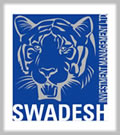 SWADESH
INVESTMENT MANAGEMENT LTD.